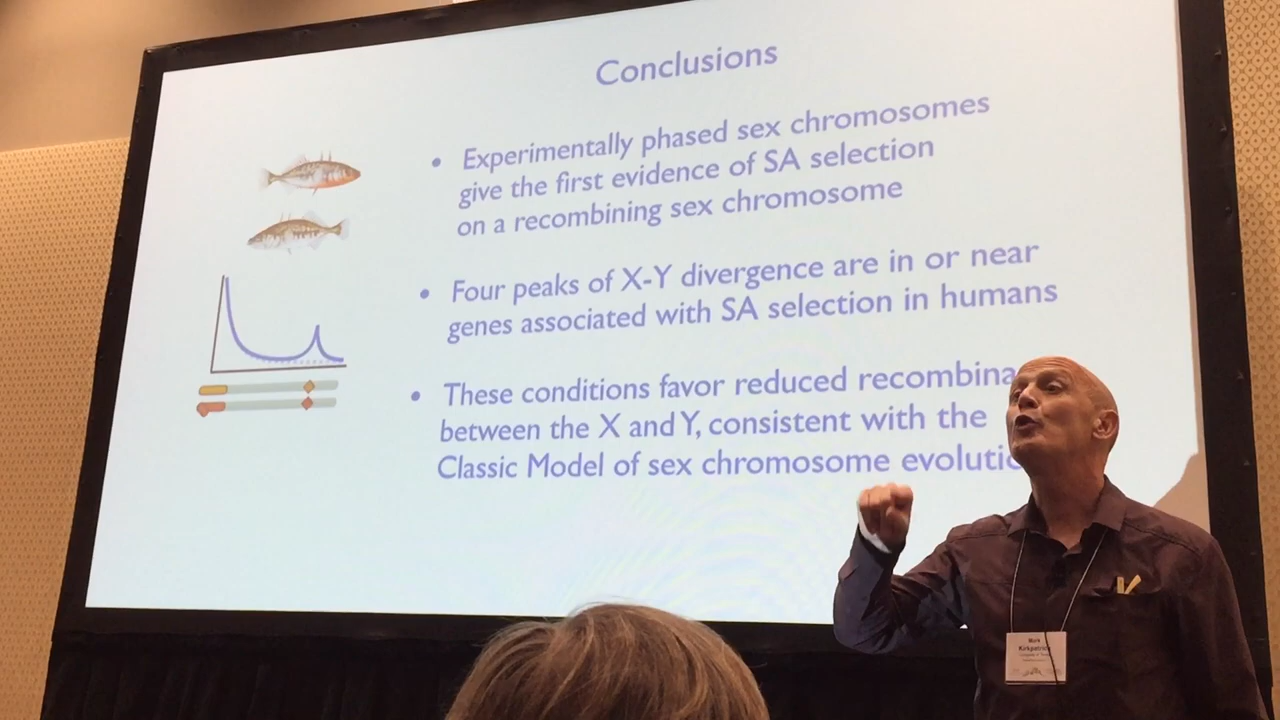 Conclusions
• Experimentally phased sex chromosomes
give the first evidence of SA selection
on a recombining sex chromosome
• Four peaks of X-Y divergence are in or near
genes associated with SA selection in humans
• These conditions favor reduced recombina
between the X and Y, consistent with the
Classic Model of sex chromosome evolutio
Mark
Kirkpatrick